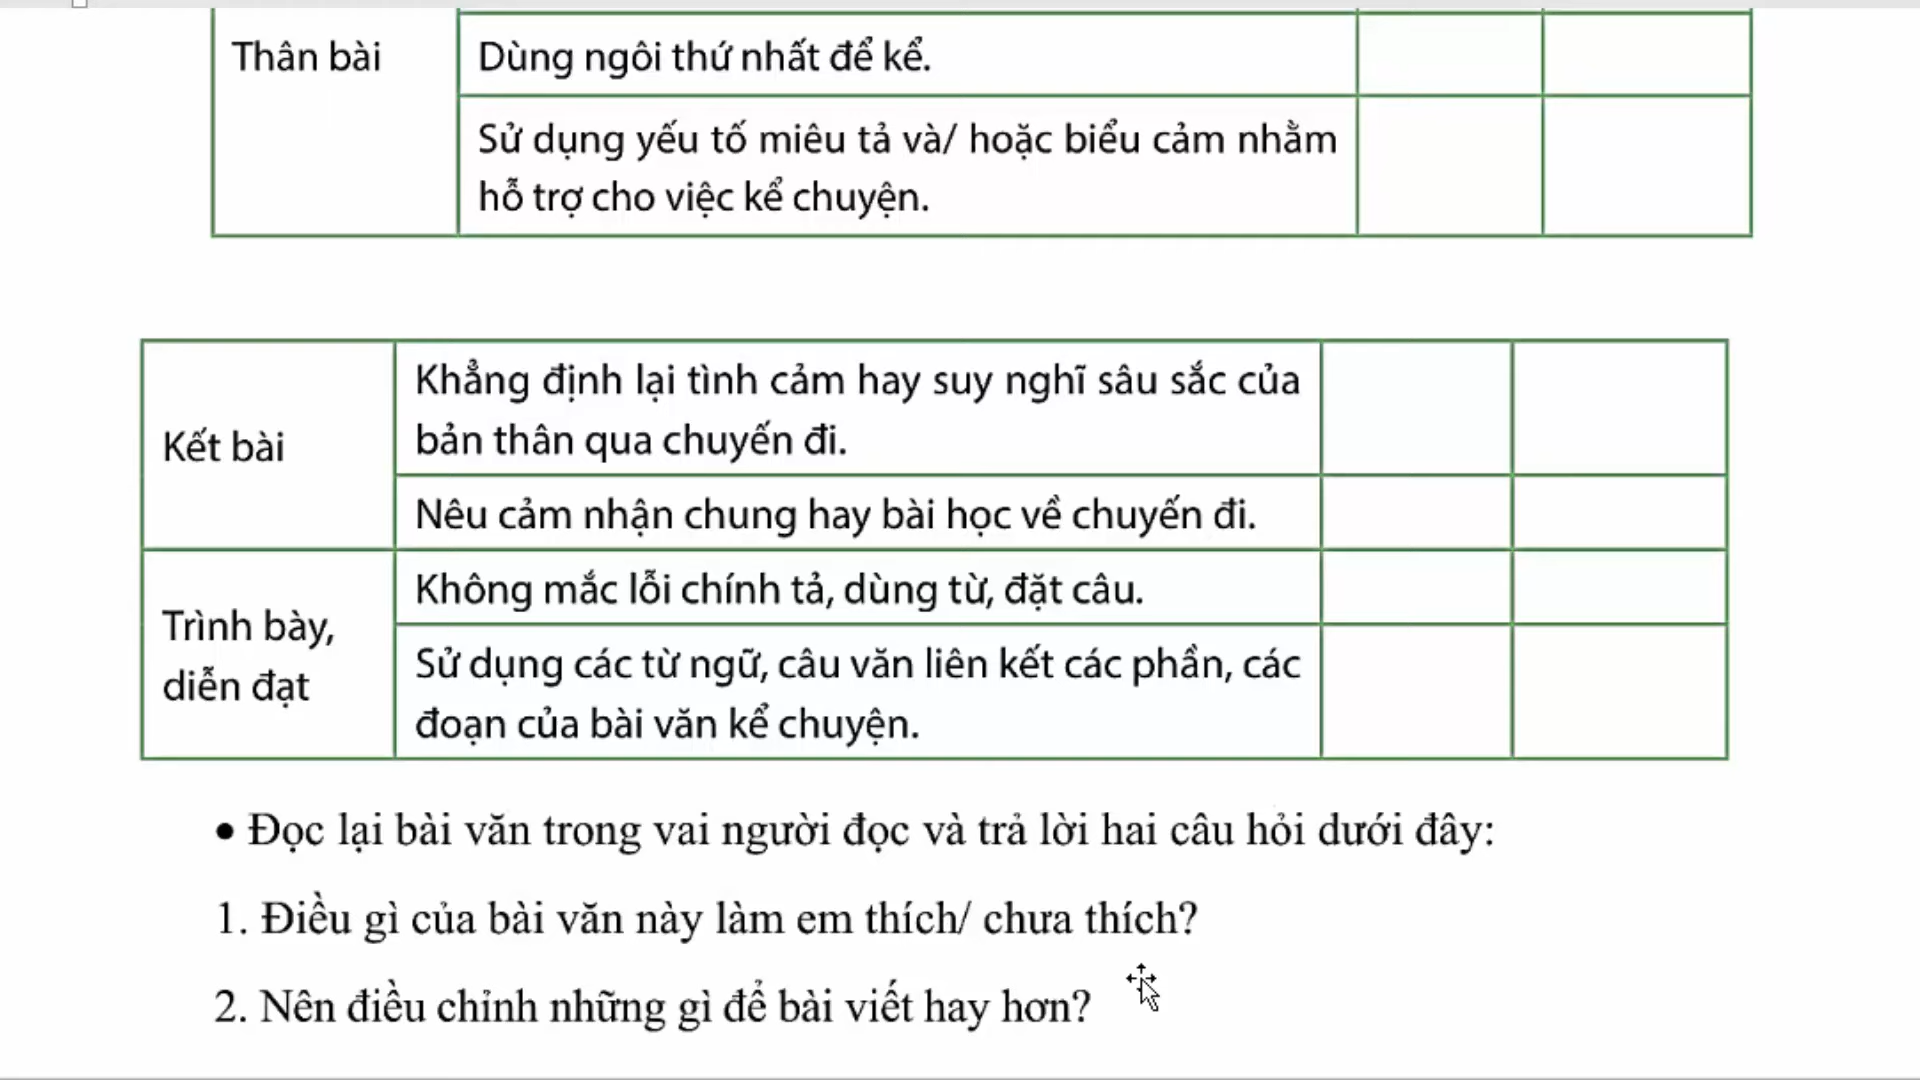 Thân bài
Dùng ngôi thứ nhất để kể.
Sử dụng yếu tố miêu tả và/ hoặc biểu cảm nhằm
hỗ trợ cho việc kể chuyện.
Kết bài
Khẳng định lại tình cảm hay suy nghĩ sâu sắc của
bản thân qua chuyến đi.
Nêu cảm nhận chung hay bài học về chuyến đi.
Trình bày,
diễn đạt
Không mắc lỗi chính tả, dùng từ, đặt câu.
Sử dụng các từ ngữ, câu văn liên kết các phần, các
đoạn của bài văn kể chuyện.
• Đọc lại bài văn trong vai người đọc và trả lời hai câu hỏi dưới đây:
1. Điều gì của bài văn này làm em thích/ chưa thích?
2. Nên điều chỉnh những gì để bài viết hay hơn?